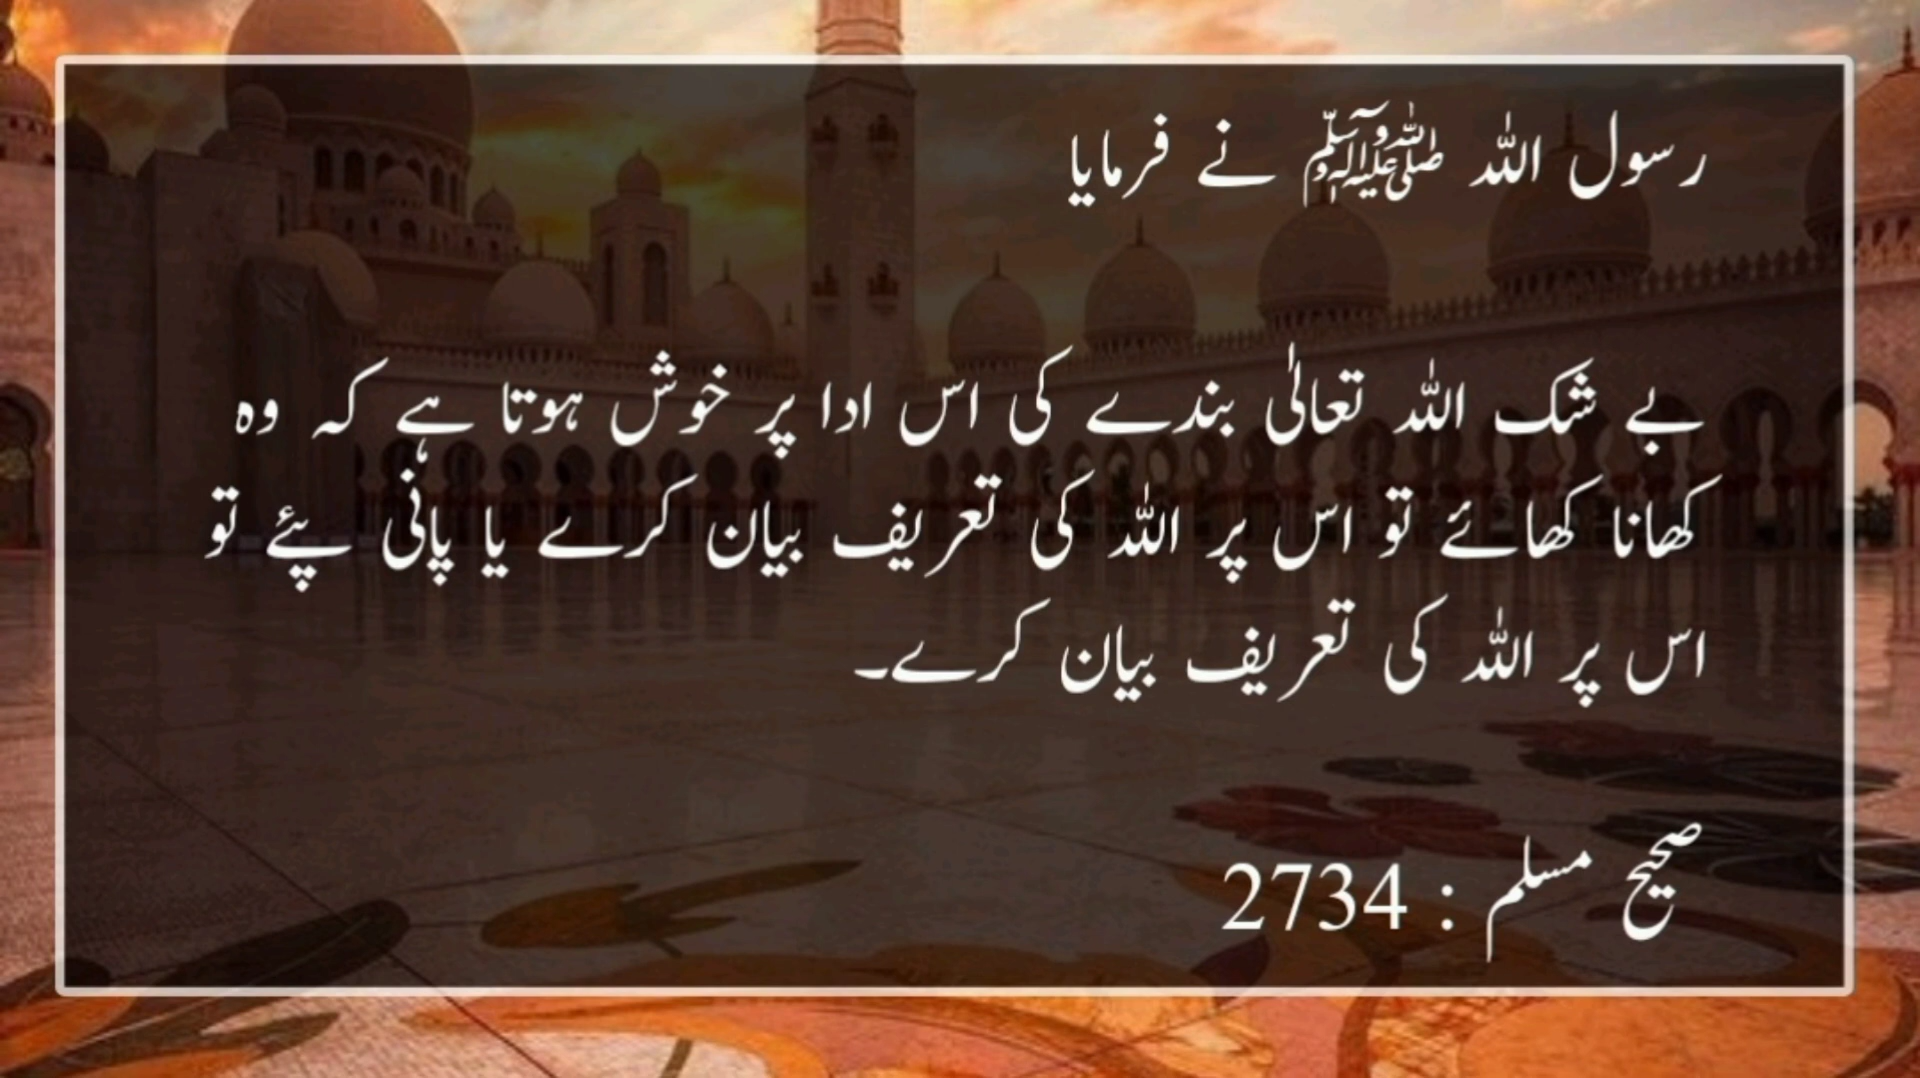 رسول اللہ ﷺ نے فرمایا
بے شک اللہ تعالیٰ بندے کی اس ادا پر خوش ہوتا ہے کہ وہ
کھانا کھائے تو اس پر اللہ کی تعریف بیان کرے یا پانی پئے تو
اس پر اللہ کی تعریف بیان کرے۔
صحیح مسلم : 2734